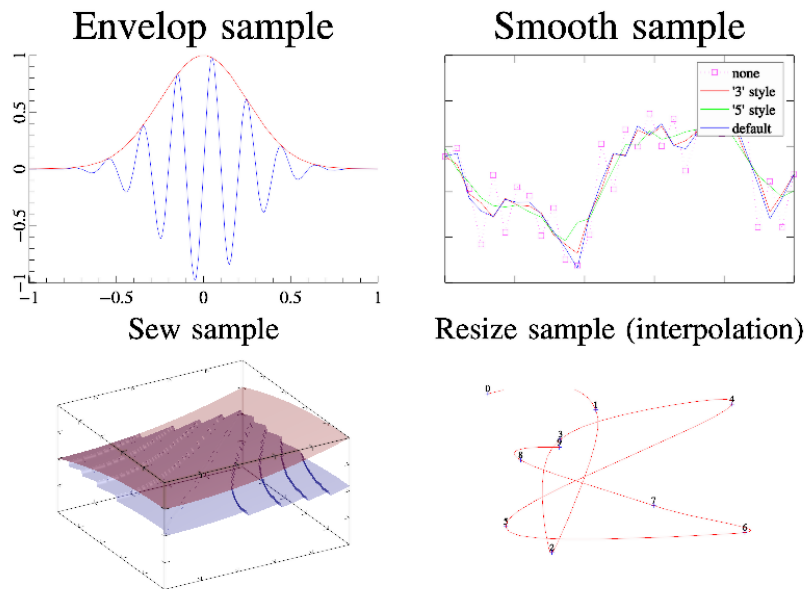 Envelop sample
Smooth sample
1
0.5
0
−0.5
−1
−1
−0.5
0
0.5
1
none
'3' style
'5' style
default
Sew sample
Resize sample (interpolation)
0
1
4
3
9
8
7
5
6
2